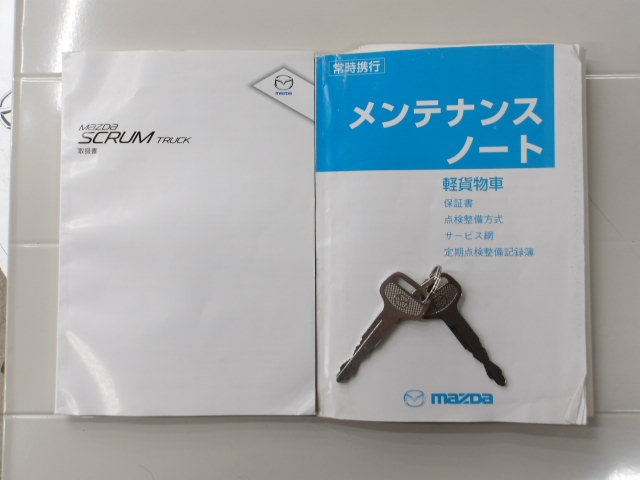 mazda
mazda
SCRUM TRUCK
取扱書
常時携行
メンテナンス
ノート
軽貨物車
保証書
点検整備方式
サービス網
定期点検整備記録簿
mazda